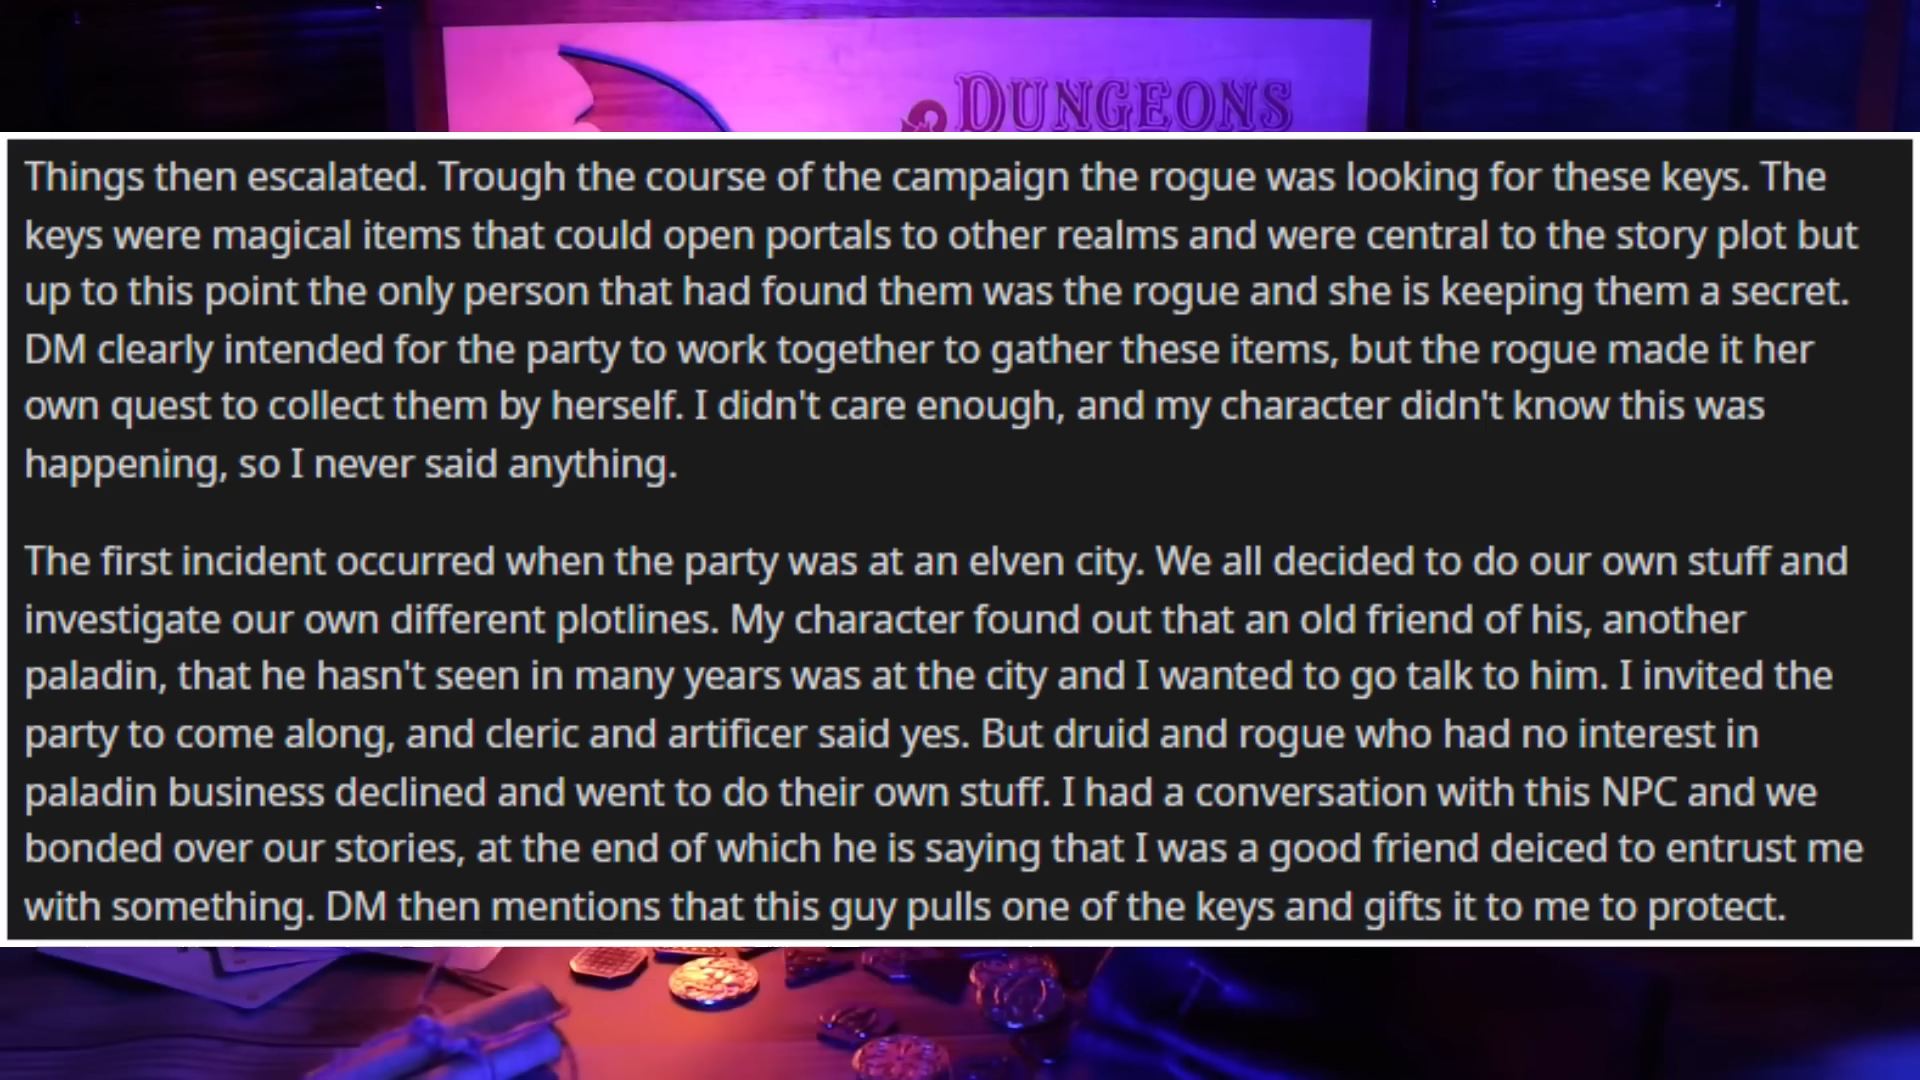 DUNGEONS
Things then escalated. Trough the course of the campaign the rogue was looking for these keys. The
keys were magical items that could open portals to other realms and were central to the story plot but
up to this point the only person that had found them was the rogue and she is keeping them a secret.
DM clearly intended for the party to work together to gather these items, but the rogue made it her
own quest to collect them by herself. I didn't care enough, and my character didn't know this was
happening, so I never said anything.
The first incident occurred when the party was at an elven city. We all decided to do our own stuff and
investigate our own different plotlines. My character found out that an old friend of his, another
paladin, that he hasn't seen in many years was at the city and I wanted to go talk to him. I invited the
party to come along, and cleric and artificer said yes. But druid and rogue who had no interest in
paladin business declined and went to do their own stuff. I had a conversation with this NPC and we
bonded over our stories, at the end of which he is saying that I was a good friend deiced to entrust me
with something. DM then mentions that this guy pulls one of the keys and gifts it to me to protect.